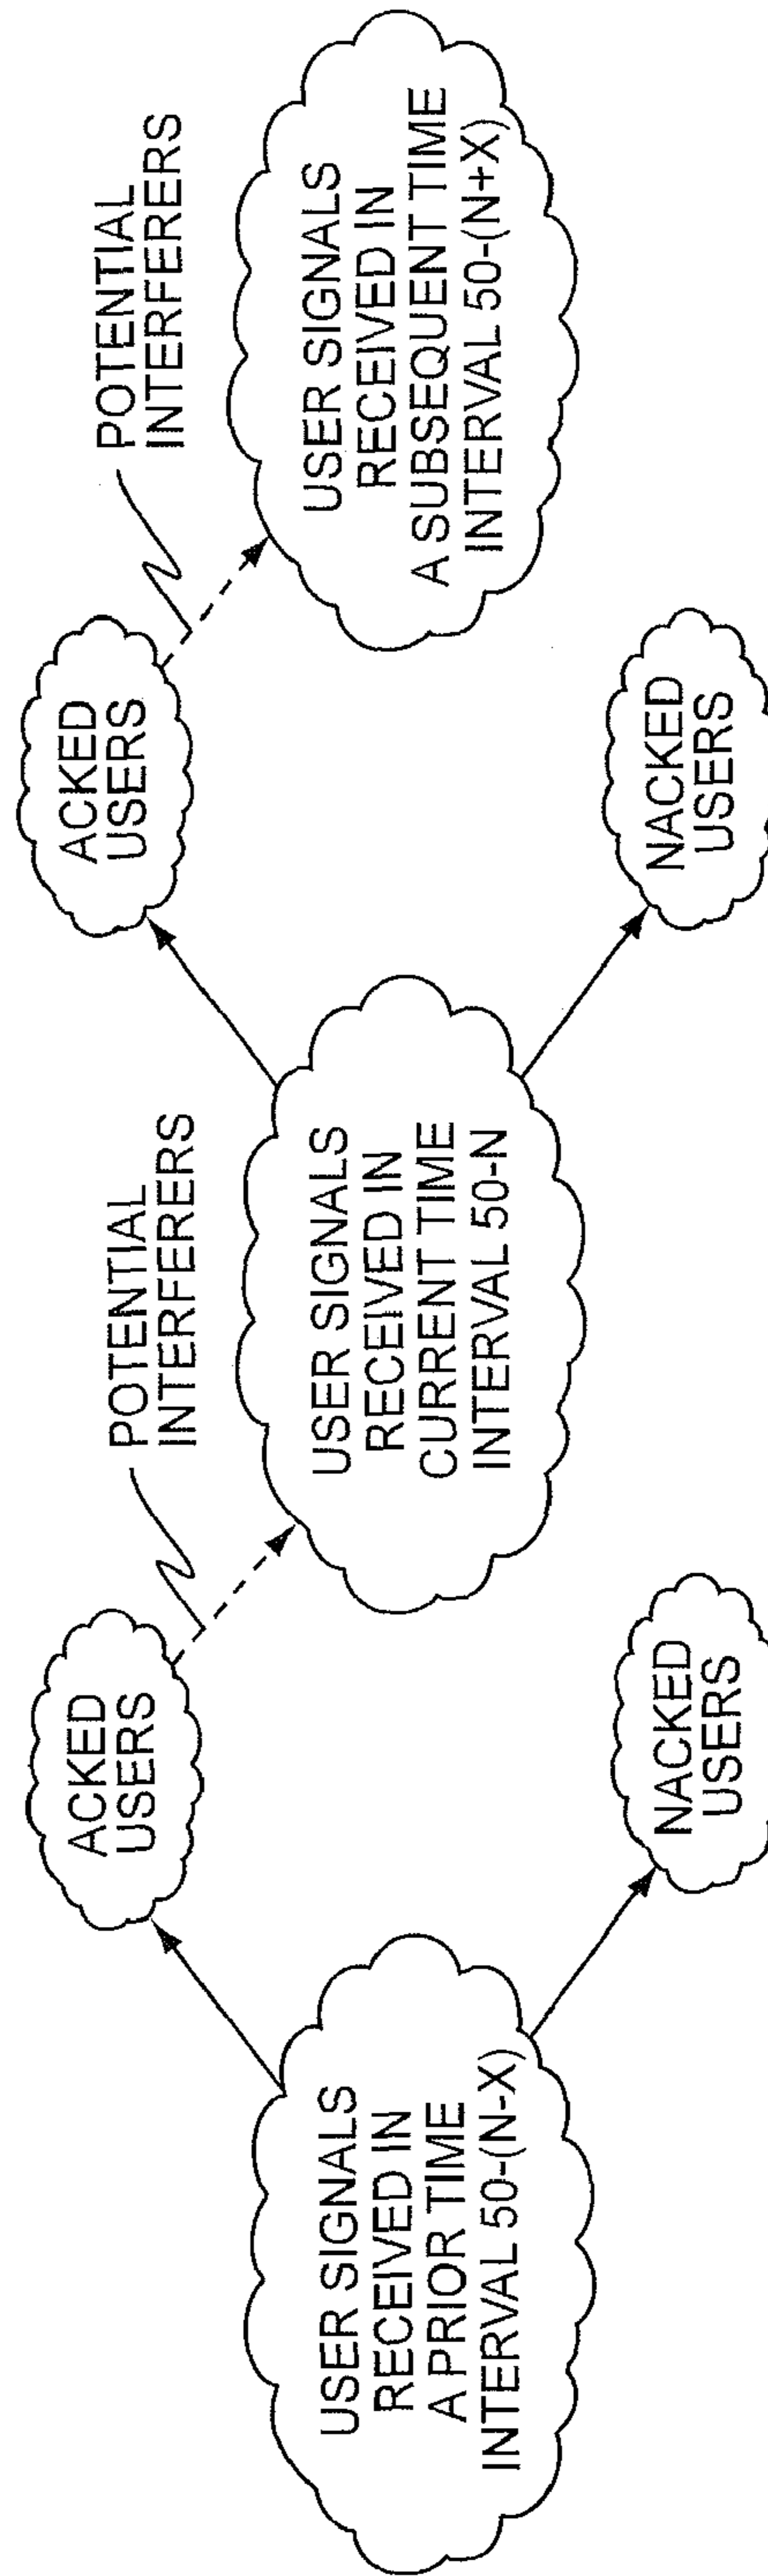 USER SIGNALS
RECEIVED IN
A PRIOR TIME
INTERVAL 50-(N-X)
ACKED
USERS
NACKED
USERS
POTENTIAL
INTERFERERS
USER SIGNALS
RECEIVED IN
CURRENT TIME
INTERVAL 50-N
ACKED
USERS
NACKED
USERS
POTENTIAL
INTERFERERS
USER SIGNALS
RECEIVED IN
A SUBSEQUENT TIME
INTERVAL 50-(N+X)